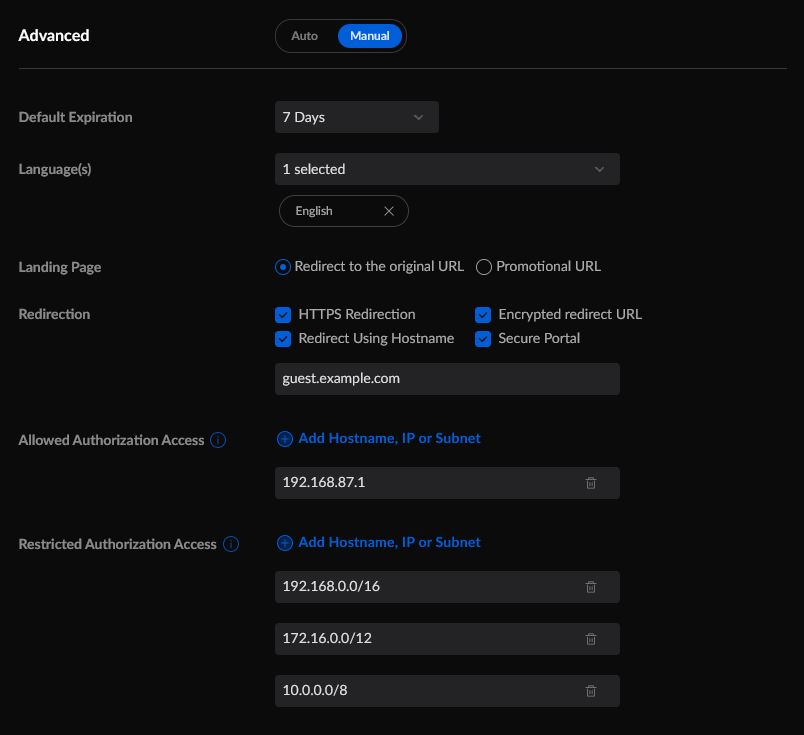 Advanced Auto Manual
Default Expiration 7 Days
Language(s) 1 selected
English
Landing Page Redirect to the original URL Promotional URL
Redirection HTTPS Redirection Encrypted redirect URL
Redirect Using Hostname Secure Portal
guest.example.com
Allowed Authorization Access Add Hostname, IP or Subnet
192.168.87.1
Restricted Authorization Access Add Hostname, IP or Subnet
192.168.0.0/16
172.16.0.0/12
10.0.0.0/8